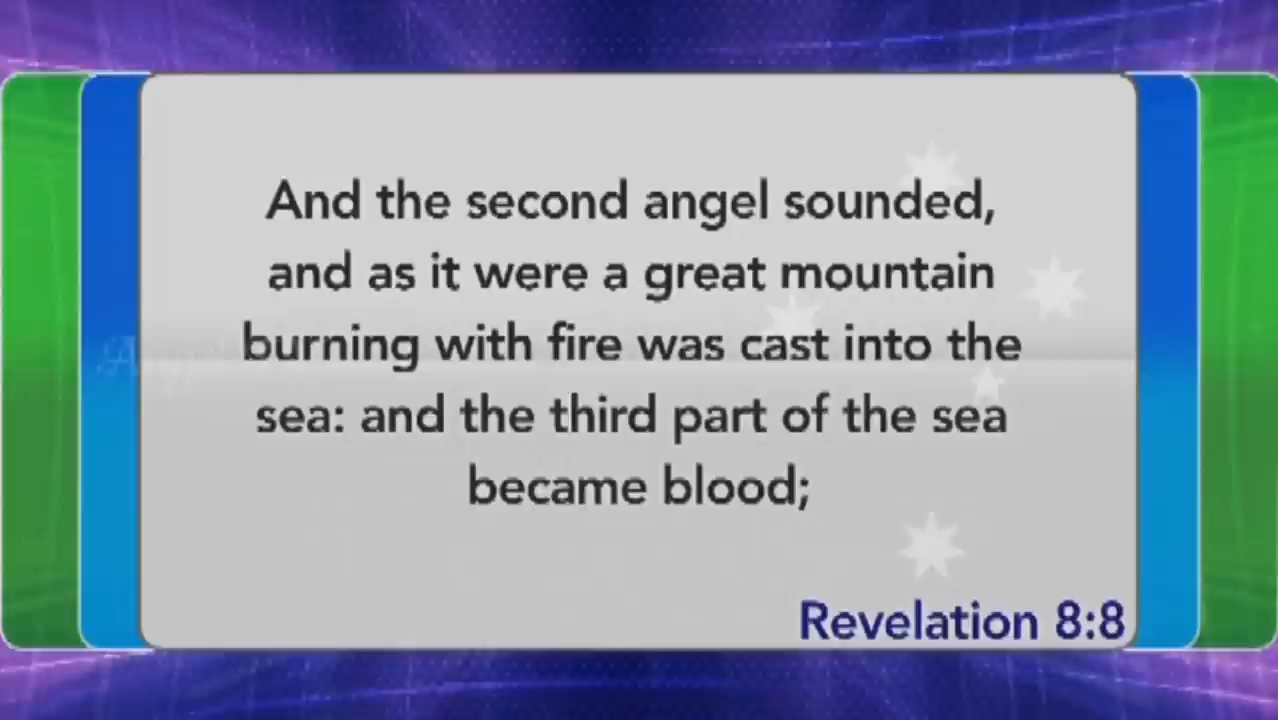 And the second angel sounded,
and as it were a great mountain
burning with fire was cast into the
sea: and the third part of the sea
became blood;
Revelation 8:8